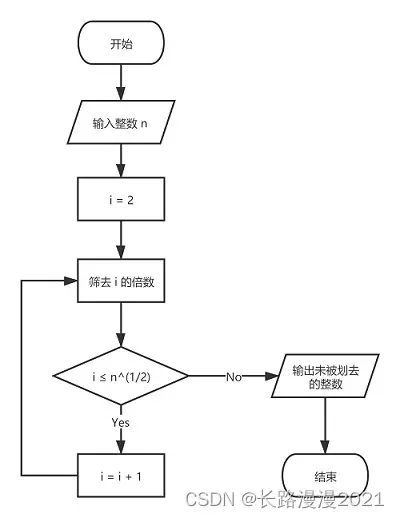 开始
输入整数 n
i = 2
筛去 i 的倍数
i ≤ n^(1/2)
No
输出未被划去
的整数
Yes
i = i + 1
结束
CSDN @长路漫漫2021